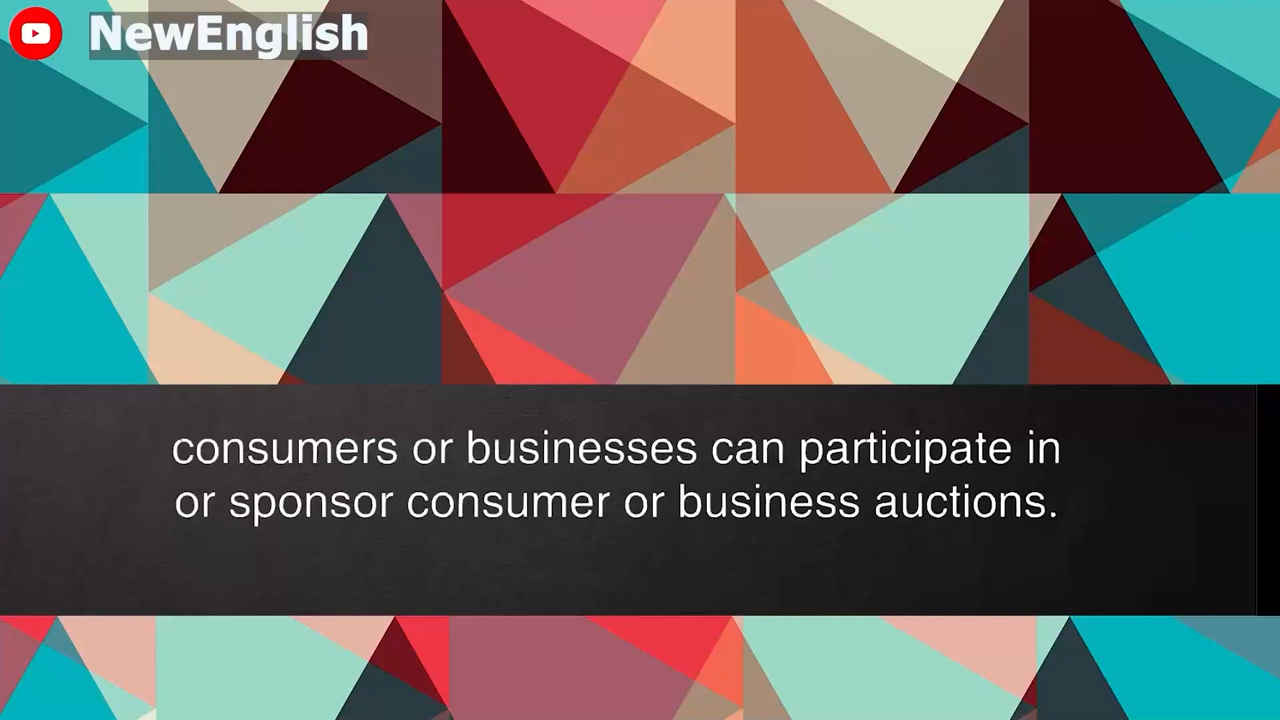 NewEnglish
consumers or businesses can participate in
or sponsor consumer or business auctions.